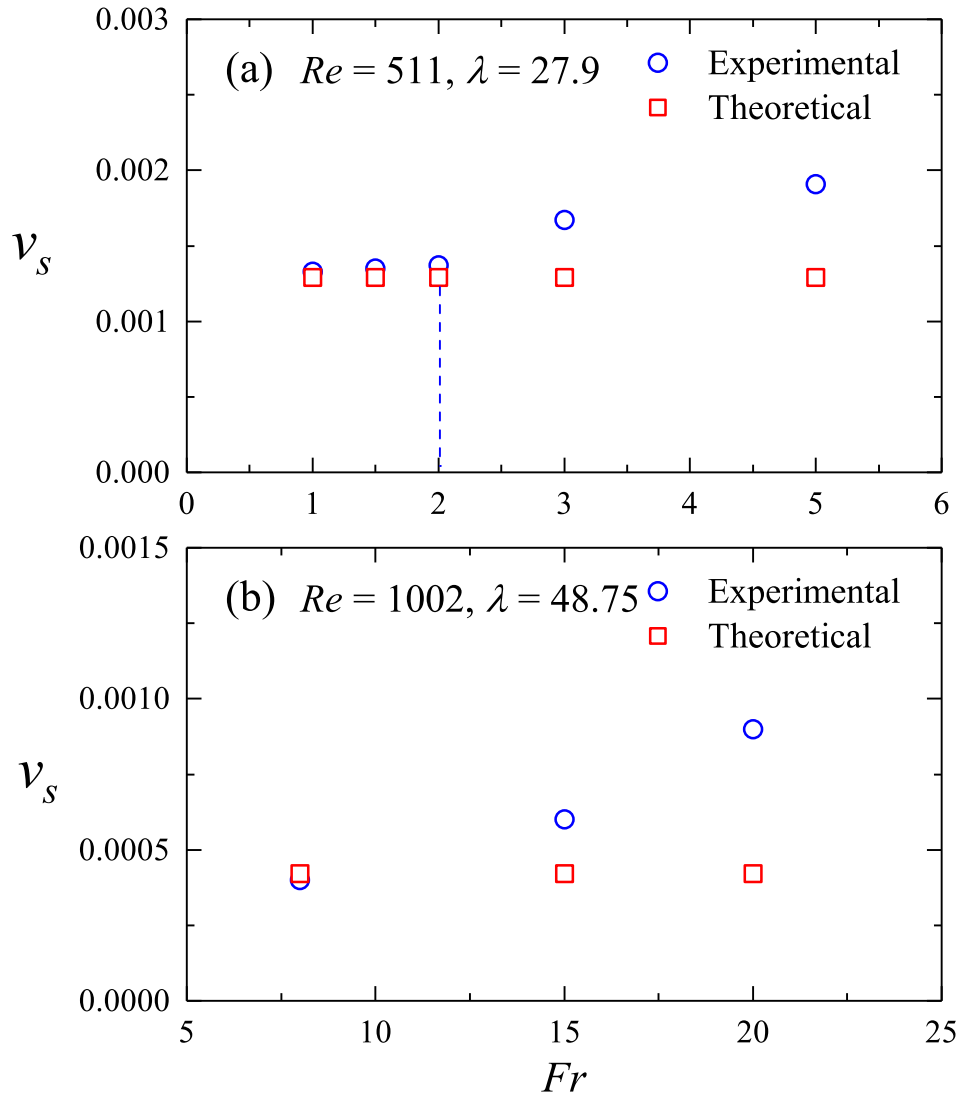 0.003
(a) Re = 511, λ = 27.9
Experimental
Theoretical
0.002
v_s
0.001
0.000
0 1 2 3 4 5 6
0.0015
(b) Re = 1002, λ = 48.75
Experimental
Theoretical
0.0010
v_s
0.0005
0.0000
5 10 15 20 25
Fr